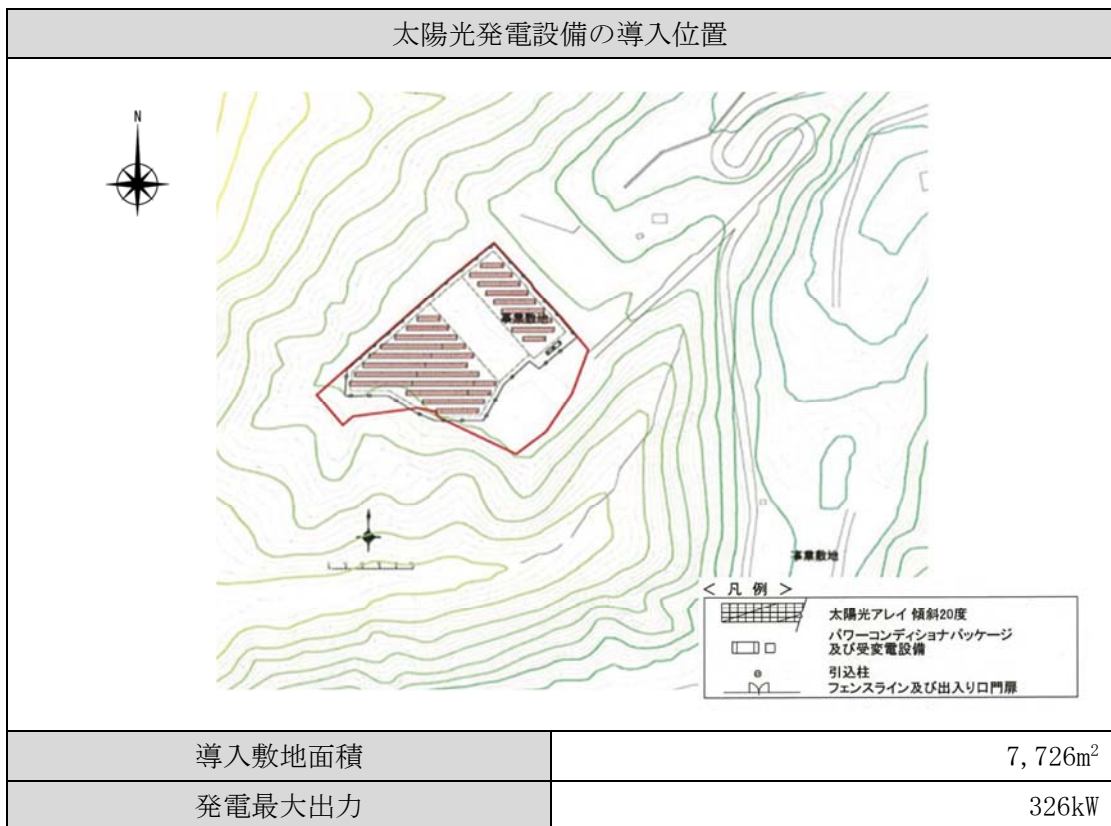 太陽光発電設備の導入位置
N
事業敷地
事業敷地
< 凡 例 >
太陽光アレイ 傾斜20度
パワーコンディショナパッケージ
及び受変電設備
引込柱
フェンスライン及び出入り口門扉
導入敷地面積 7,726m²
発電最大出力 326kW